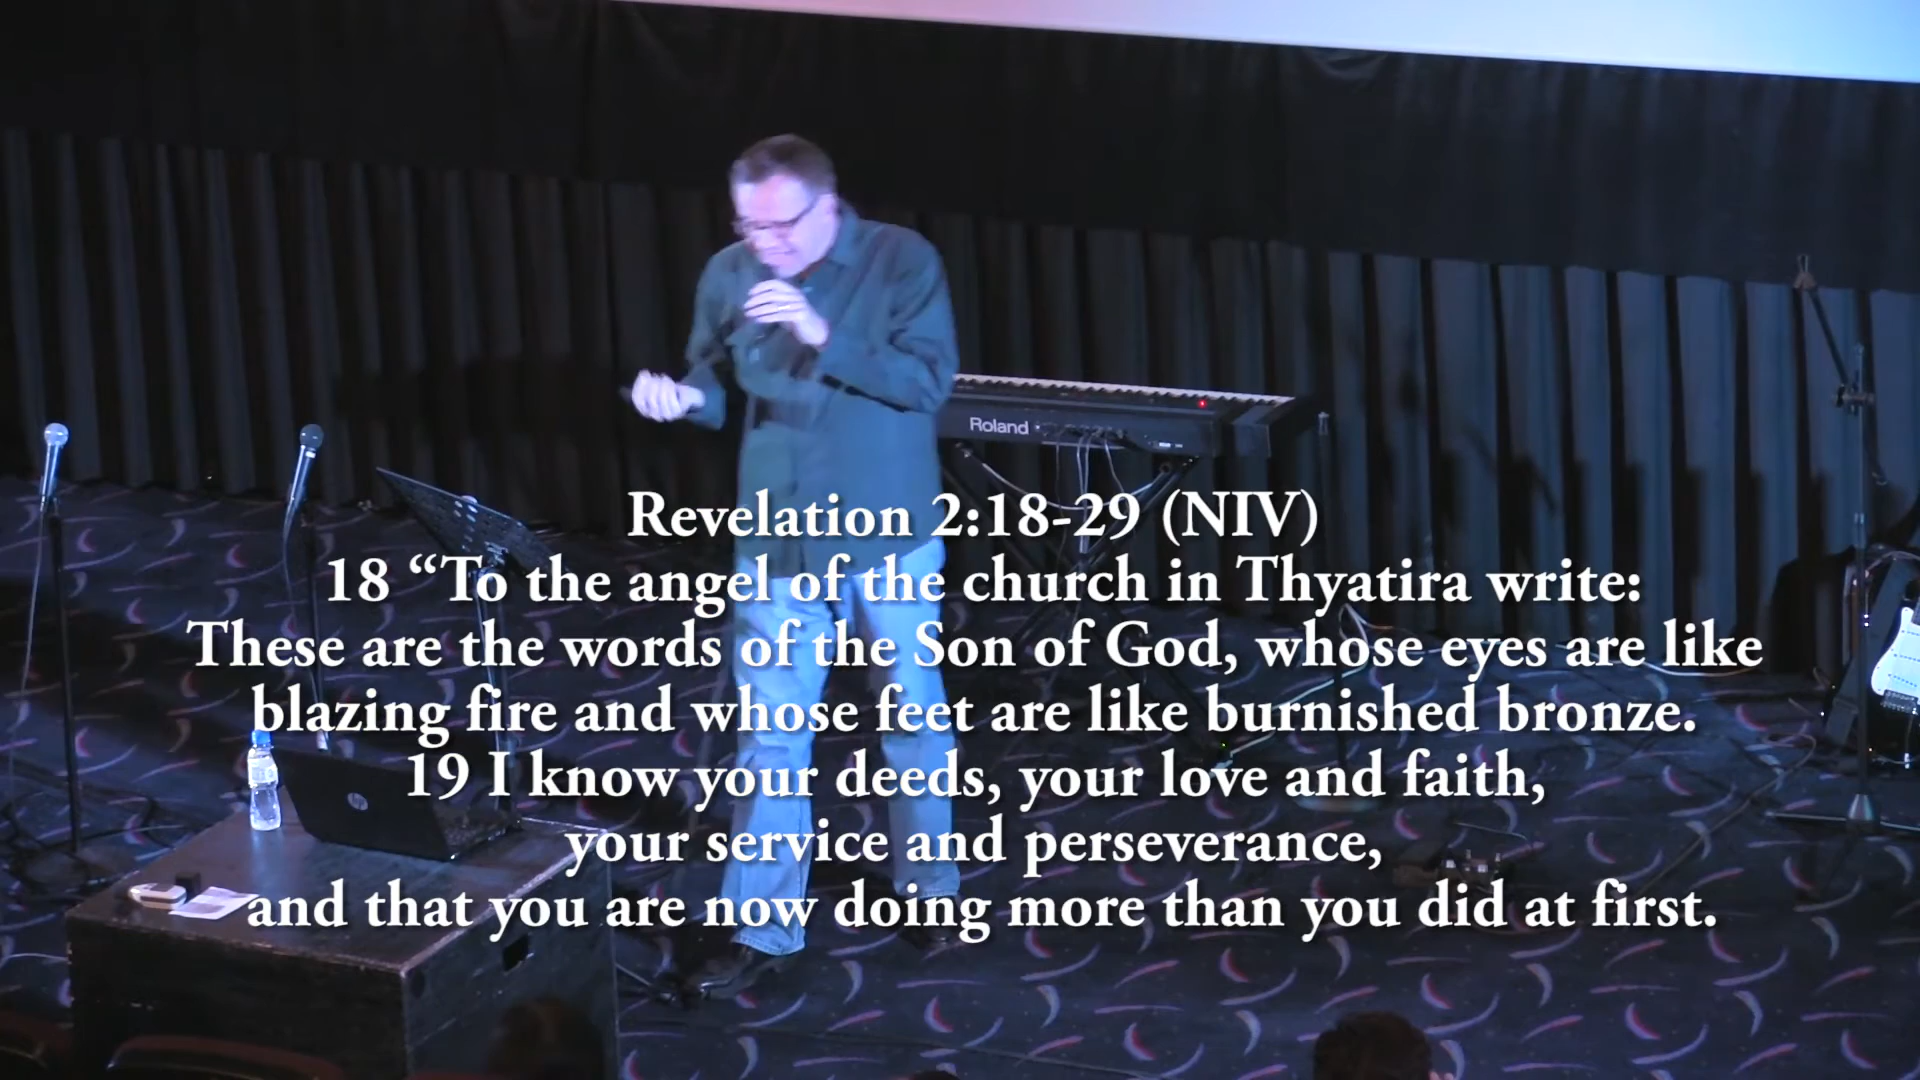 Roland
Revelation 2:18-29 (NIV)
18 “To the angel of the church in Thyatira write:
These are the words of the Son of God, whose eyes are like
blazing fire and whose feet are like burnished bronze.
19 I know your deeds, your love and faith,
your service and perseverance,
and that you are now doing more than you did at first.